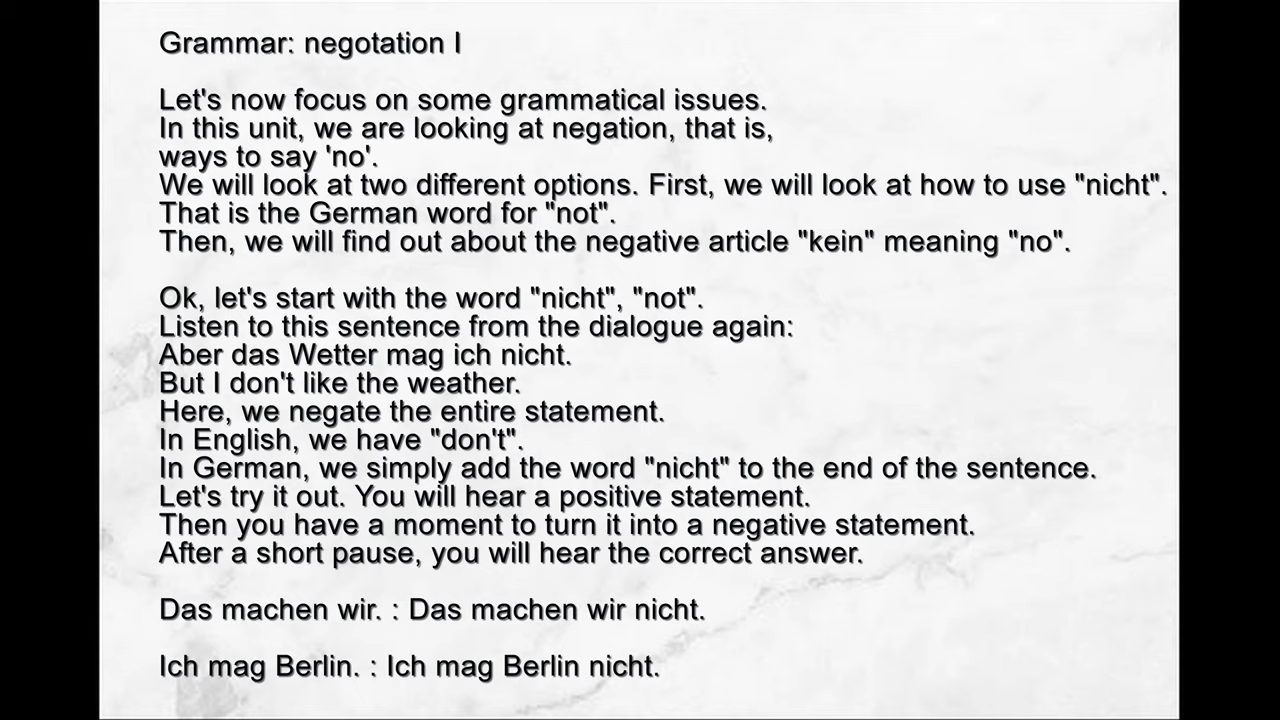 Grammar: negotation I
Let's now focus on some grammatical issues.
In this unit, we are looking at negation, that is,
ways to say 'no'.
We will look at two different options. First, we will look at how to use "nicht".
That is the German word for "not".
Then, we will find out about the negative article "kein" meaning "no".
Ok, let's start with the word "nicht", "not".
Listen to this sentence from the dialogue again:
Aber das Wetter mag ich nicht.
But I don't like the weather.
Here, we negate the entire statement.
In English, we have "don't".
In German, we simply add the word "nicht" to the end of the sentence.
Let's try it out. You will hear a positive statement.
Then you have a moment to turn it into a negative statement.
After a short pause, you will hear the correct answer.
Das machen wir. : Das machen wir nicht.
Ich mag Berlin. : Ich mag Berlin nicht.